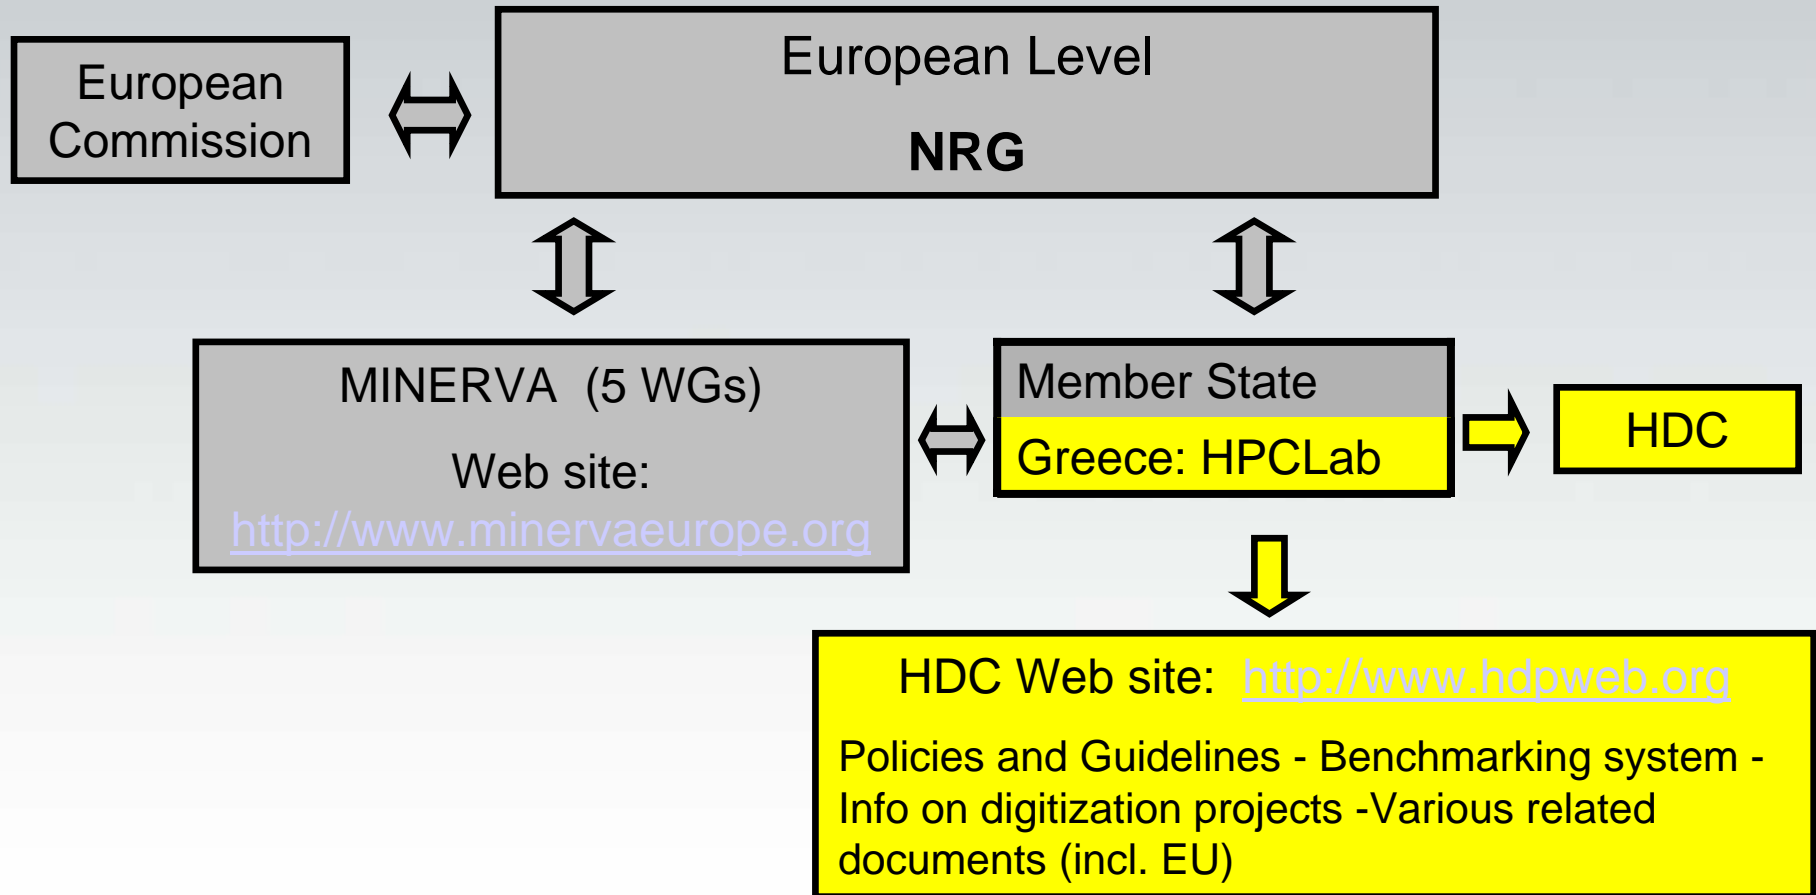 European
Commission
European Level
NRG
MINERVA (5 WGs)
Web site:
http://www.minervaeurope.org
Member State
Greece: HPCLab
HDC
HDC Web site: http://www.hdpweb.org
Policies and Guidelines - Benchmarking system -
Info on digitization projects -Various related
documents (incl. EU)